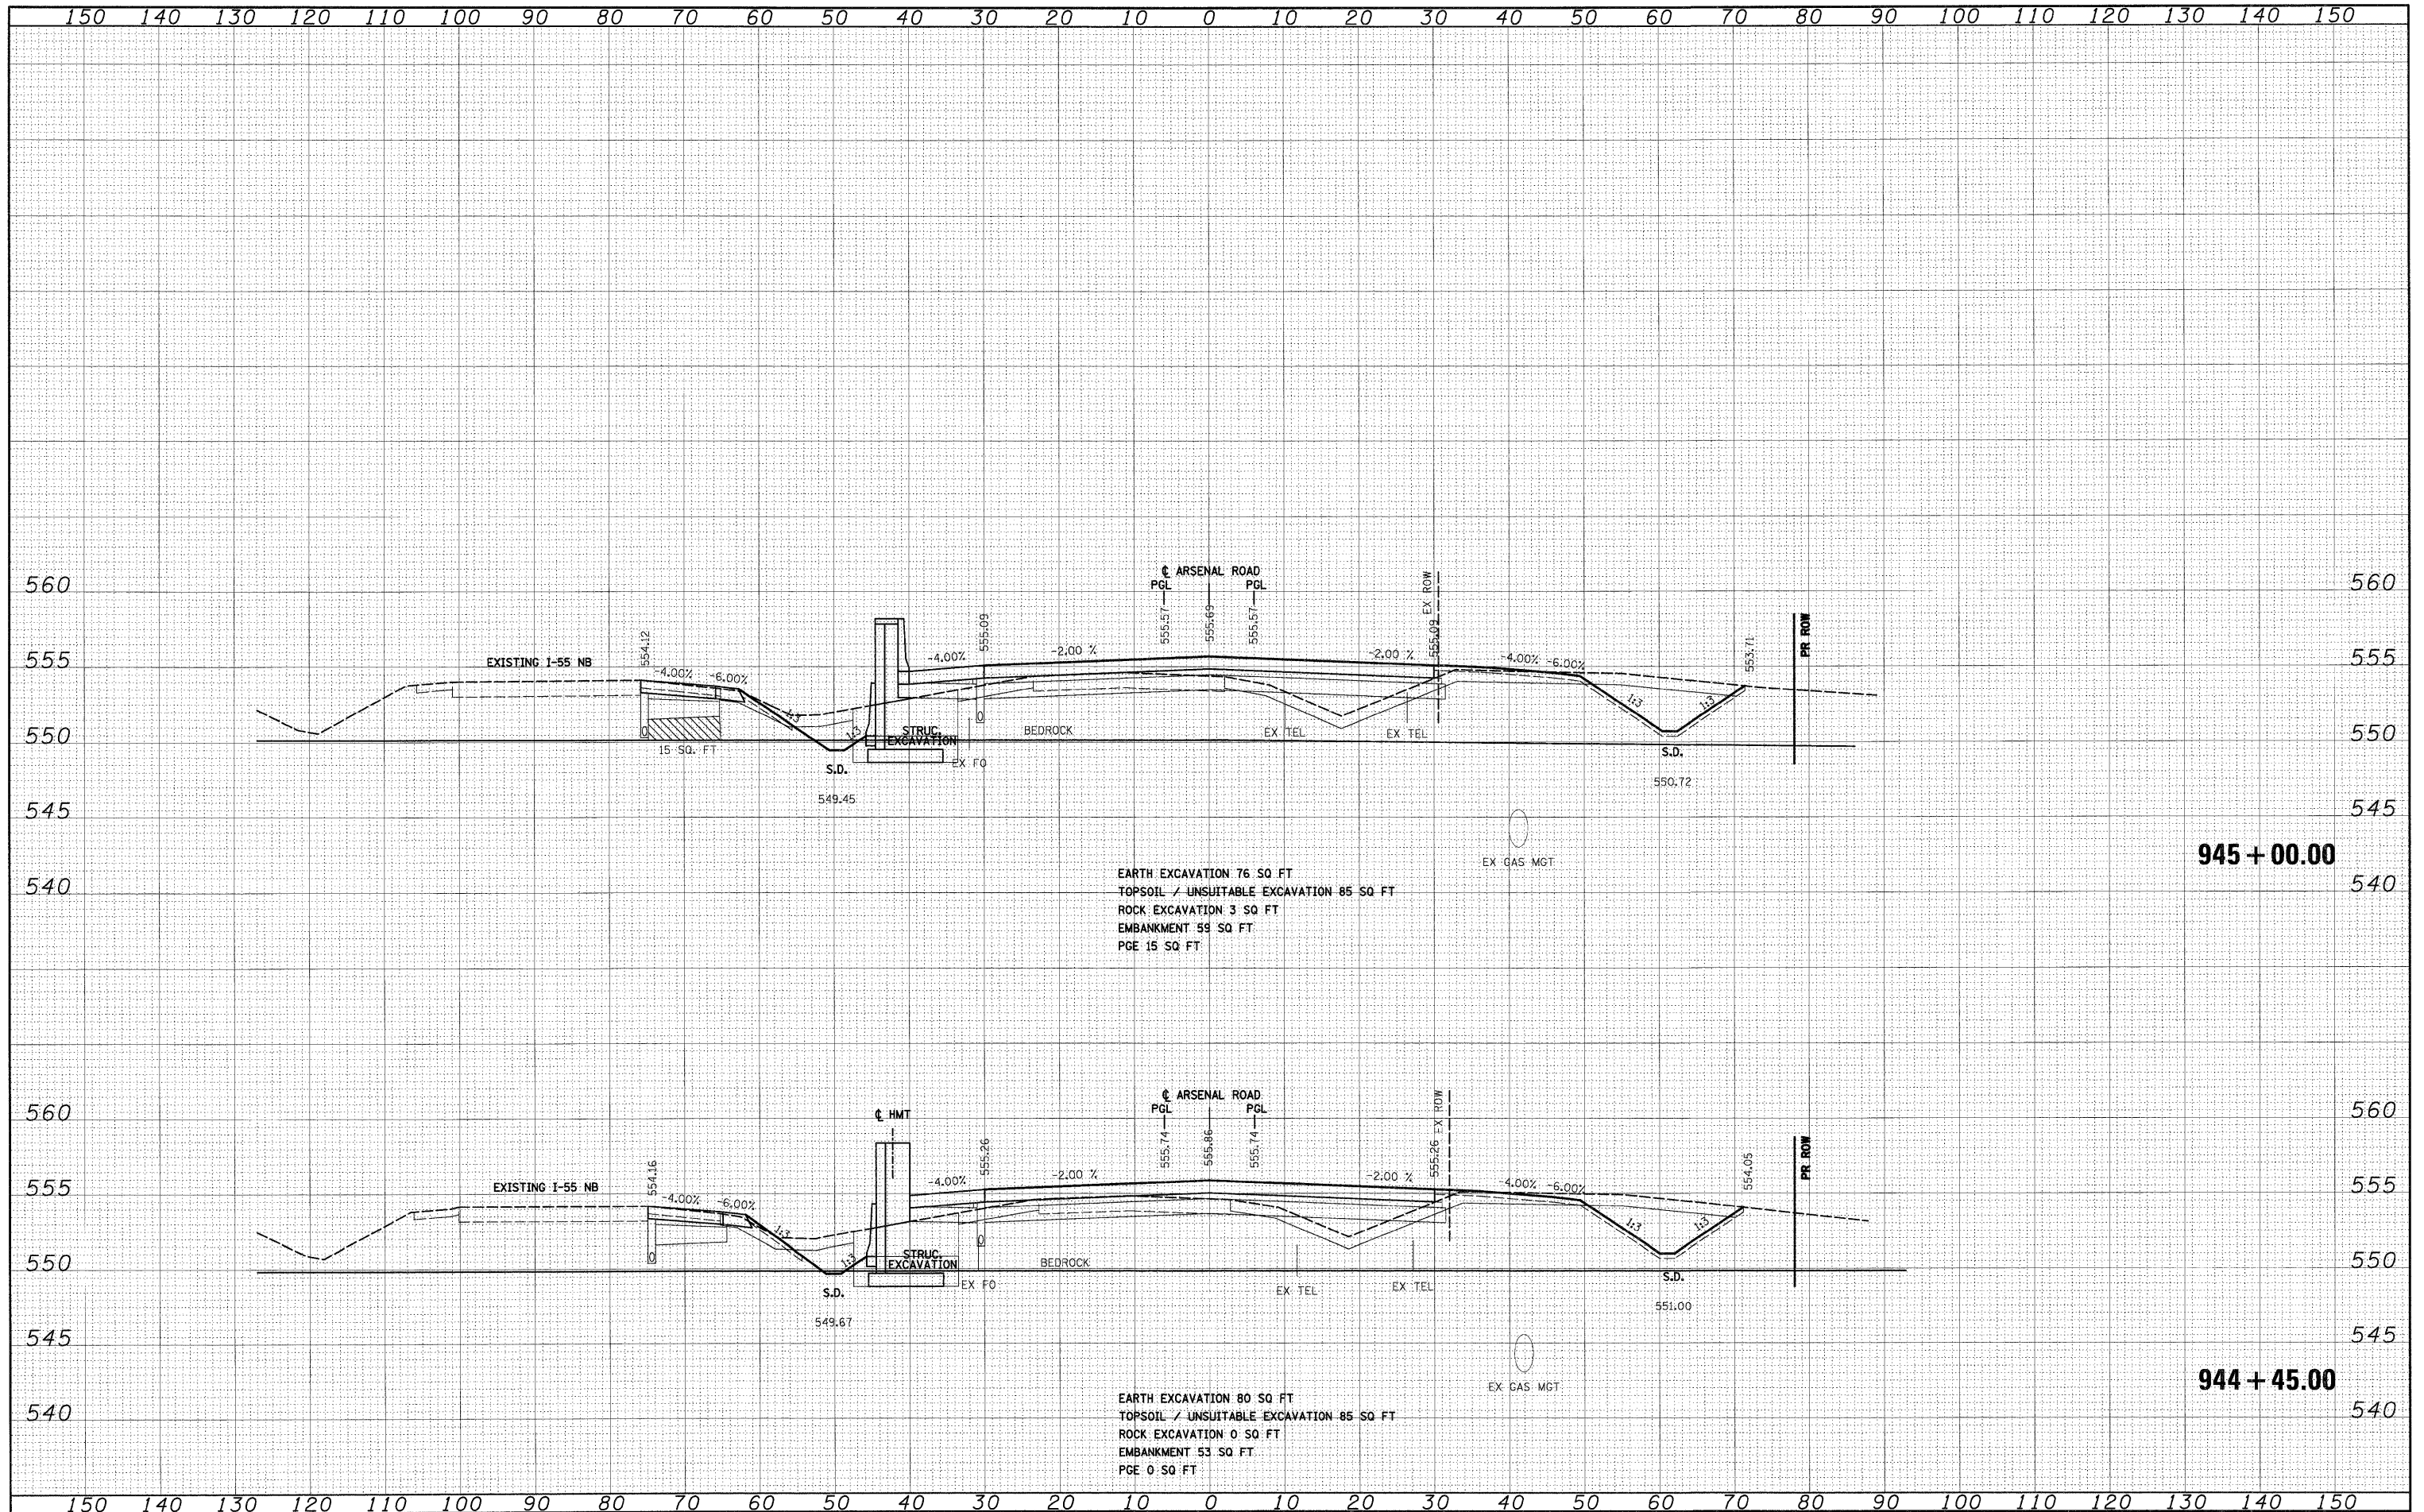 150 140 130 120 110 100 90 80 70 60 50 40 30 20 10 0 10 20 30 40 50 60 70 80 90 100 110 120 130 140 150
℄ ARSENAL ROAD
PGL PGL
560 560
555.57 555.69 555.57
EX ROW
PR ROW
554.12 555.09 555.09 553.71
EXISTING I-55 NB
555 555
-4.00% -6.00% -4.00% -2.00 % -2.00 % -4.00% -6.00%
1:3 1:3 1:3 1:3
STRUC.
EXCAVATION
BEDROCK
EX TEL EX TEL
550 550
15 SQ. FT
EX FO
S.D. S.D.
549.45 550.72
545 545
EX GAS MGT
945 + 00.00
540 540
EARTH EXCAVATION 76 SQ FT
TOPSOIL / UNSUITABLE EXCAVATION 85 SQ FT
ROCK EXCAVATION 3 SQ FT
EMBANKMENT 59 SQ FT
PGE 15 SQ FT
℄ ARSENAL ROAD
℄ HMT
PGL PGL
560 560
555.74 555.86 555.74
EX ROW
PR ROW
554.16 555.26 555.26 554.05
EXISTING I-55 NB
555 555
-4.00% -6.00% -4.00% -2.00 % -2.00 % -4.00% -6.00%
1:3 1:3 1:3 1:3
STRUC.
EXCAVATION
BEDROCK
550 550
EX FO
EX TEL EX TEL
S.D. S.D.
549.67 551.00
545 545
EX GAS MGT
944 + 45.00
540 540
EARTH EXCAVATION 80 SQ FT
TOPSOIL / UNSUITABLE EXCAVATION 85 SQ FT
ROCK EXCAVATION 0 SQ FT
EMBANKMENT 53 SQ FT
PGE 0 SQ FT
150 140 130 120 110 100 90 80 70 60 50 40 30 20 10 0 10 20 30 40 50 60 70 80 90 100 110 120 130 140 150